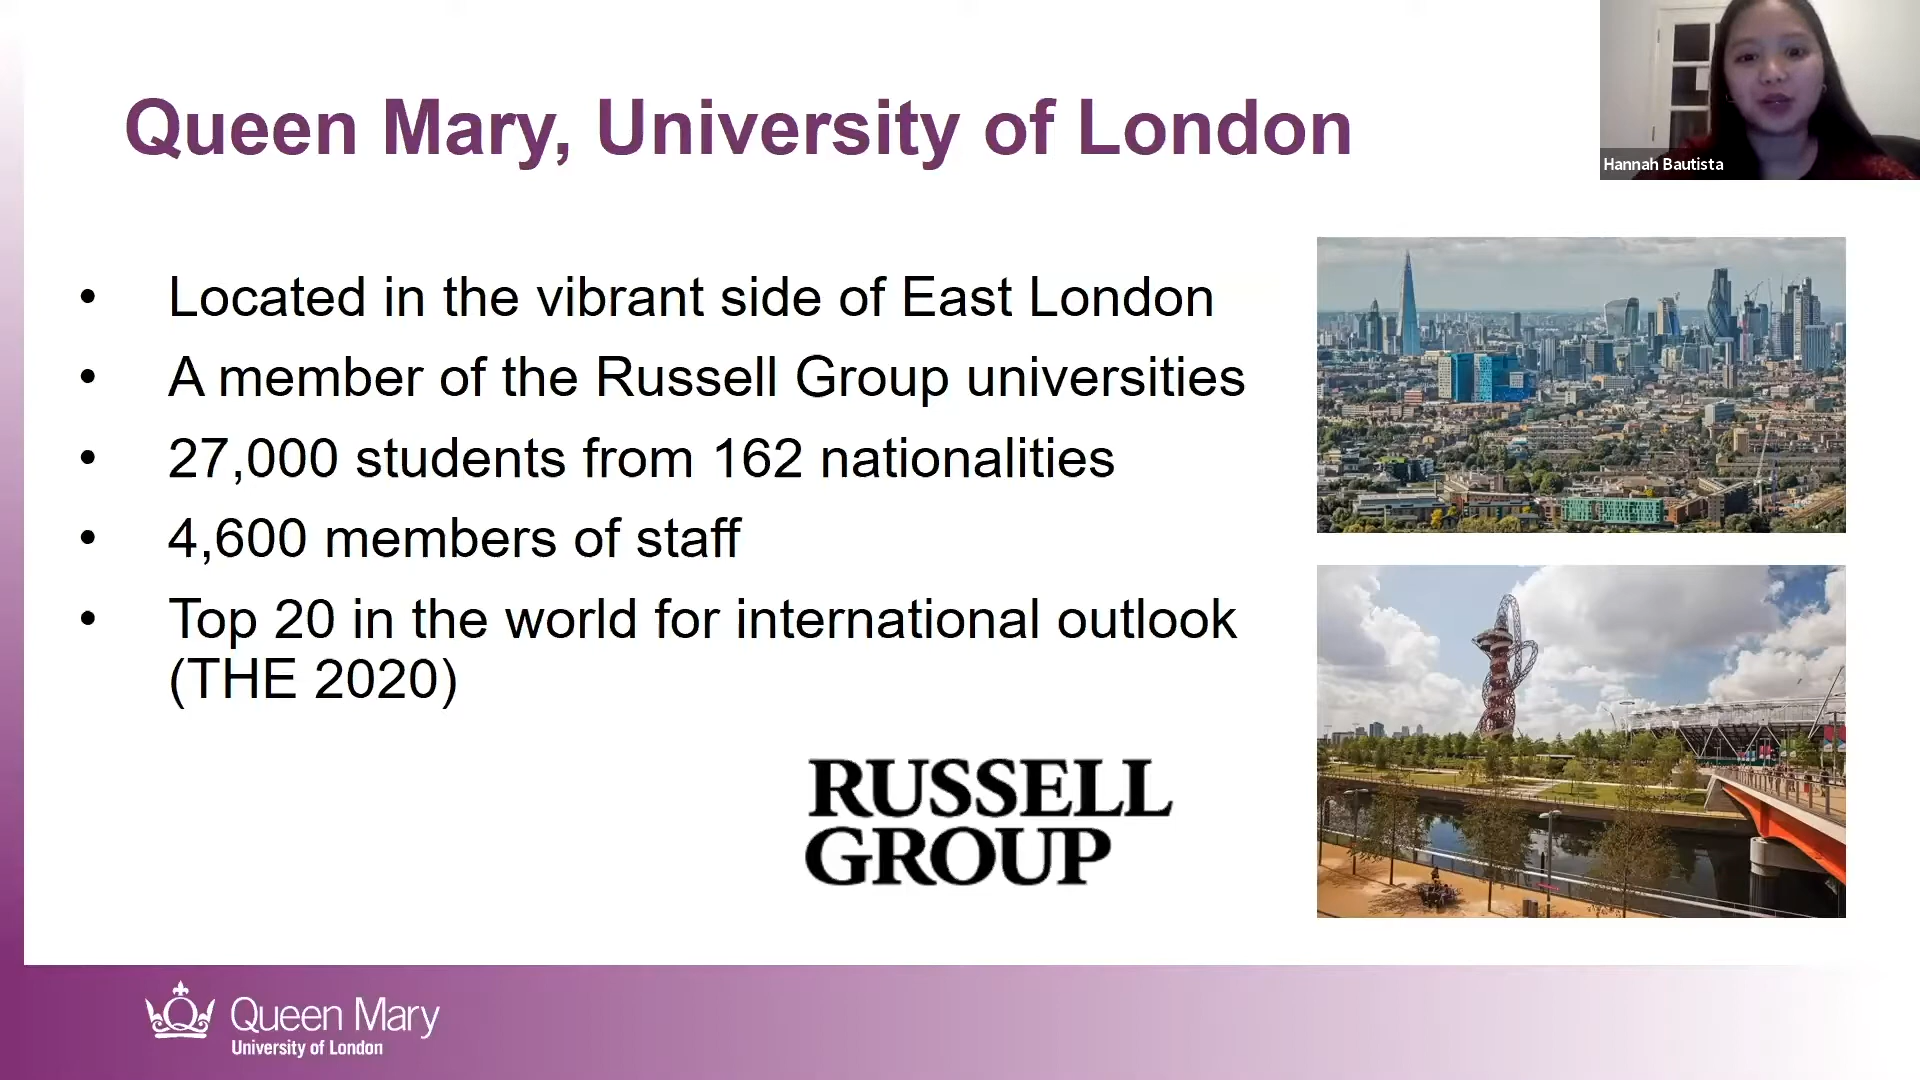 Queen Mary, University of London
Hannah Bautista
• Located in the vibrant side of East London
• A member of the Russell Group universities
• 27,000 students from 162 nationalities
• 4,600 members of staff
• Top 20 in the world for international outlook
(THE 2020)
RUSSELL
GROUP
Queen Mary
University of London